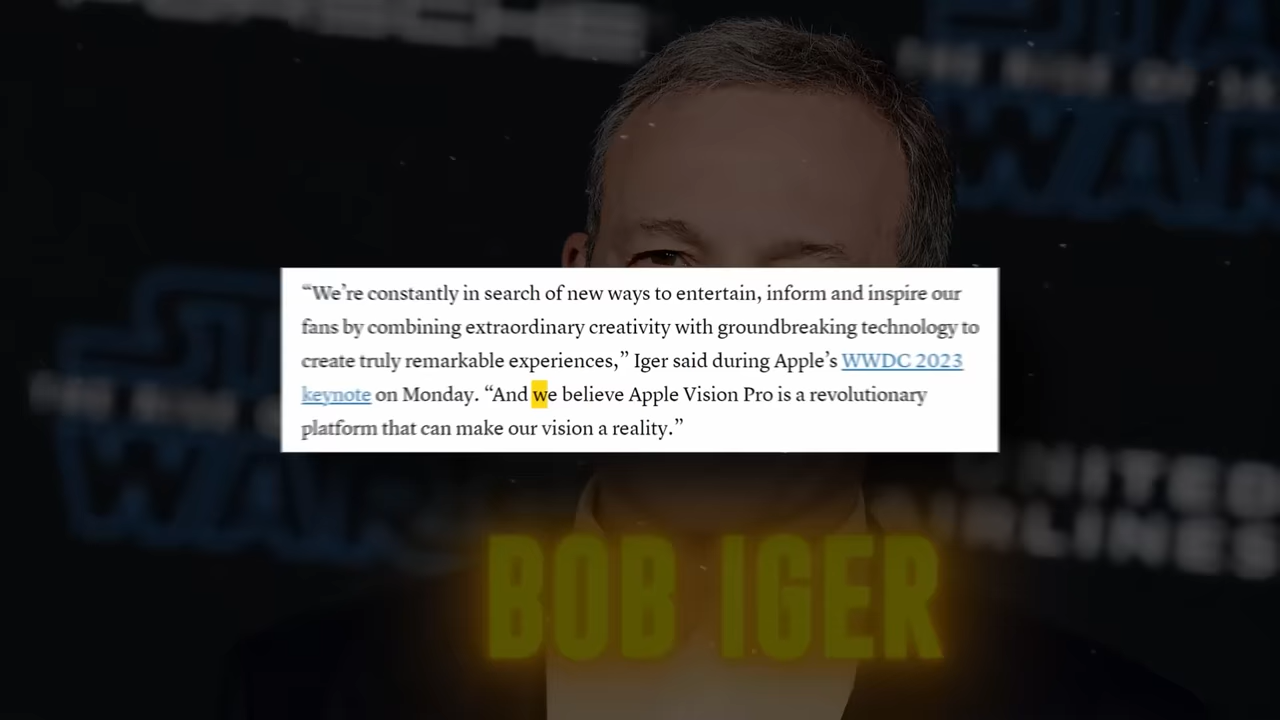 “We’re constantly in search of new ways to entertain, inform and inspire our
fans by combining extraordinary creativity with groundbreaking technology to
create truly remarkable experiences,” Iger said during Apple’s WWDC 2023
keynote on Monday. “And we believe Apple Vision Pro is a revolutionary
platform that can make our vision a reality.”
UNITED
AIRLINES
BOB IGER